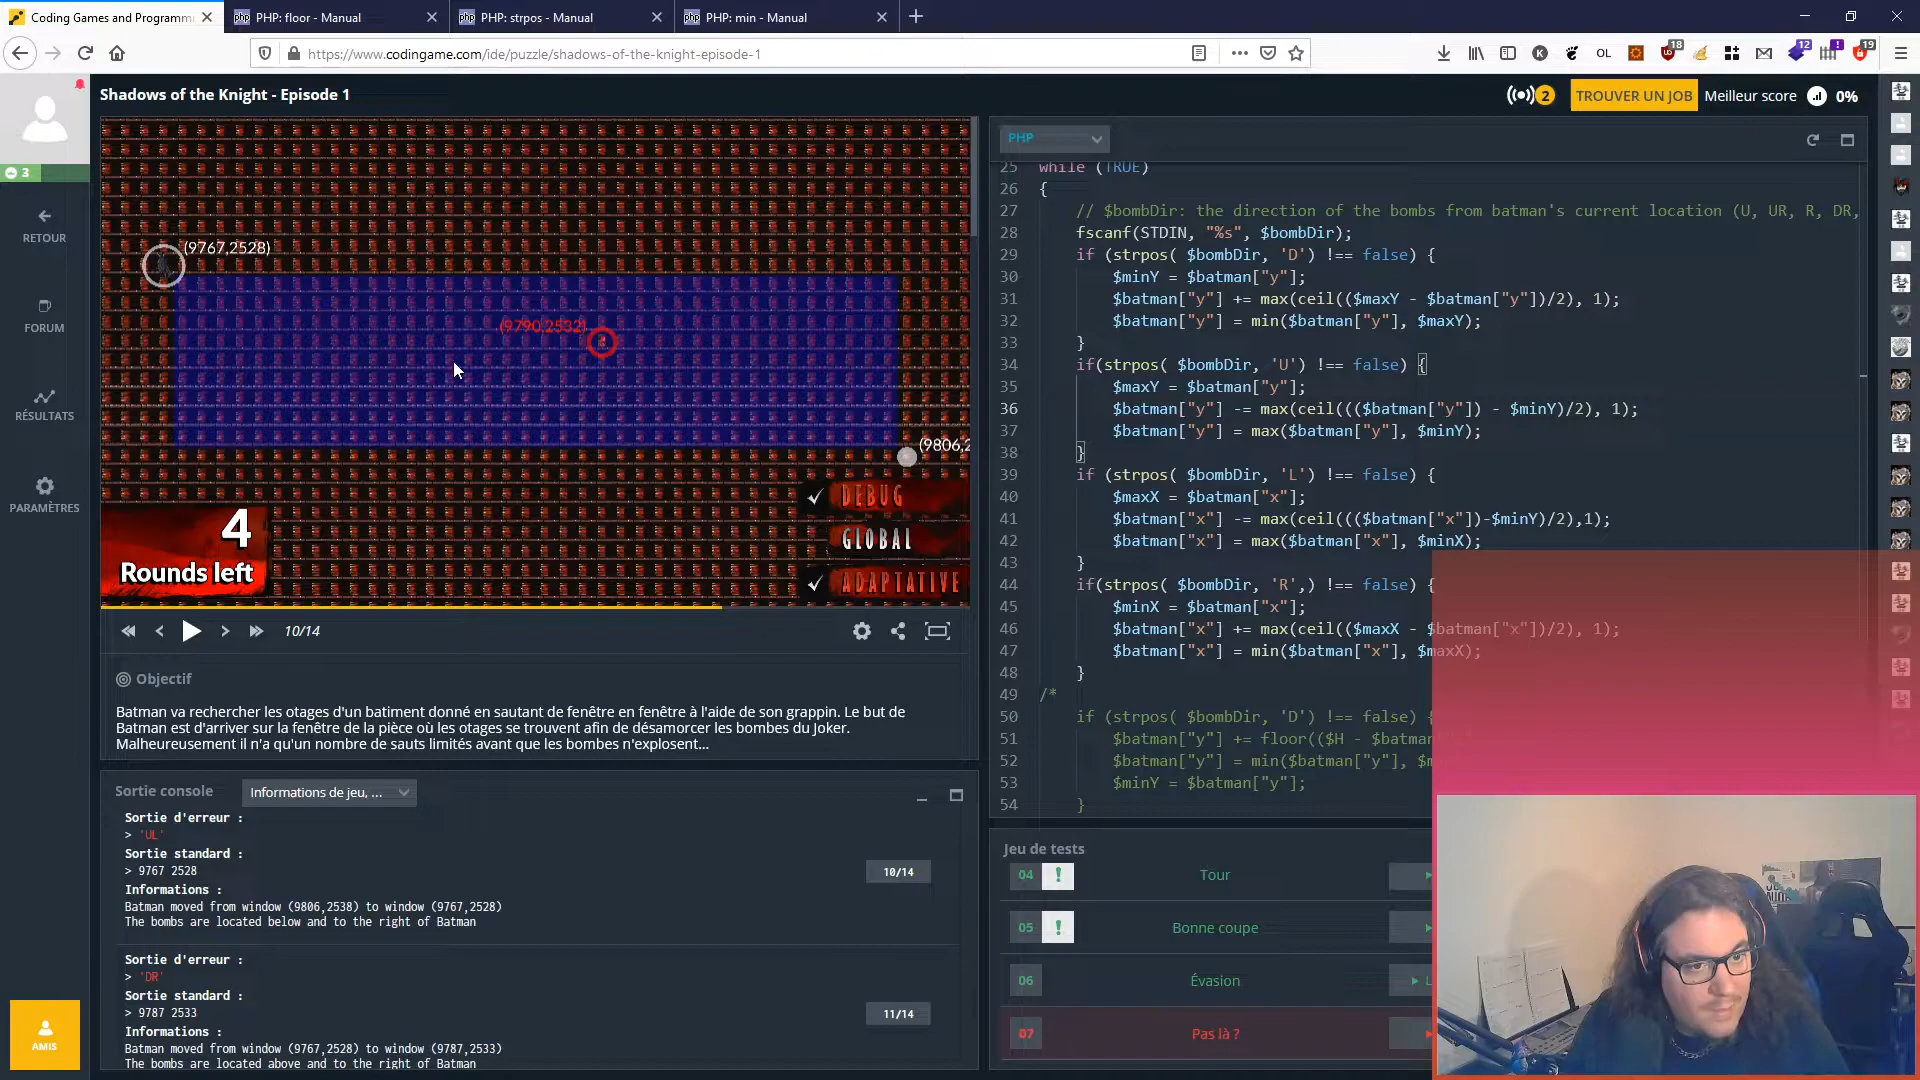 Coding Games and Programm
PHP: floor - Manual
PHP: strpos - Manual
PHP: min - Manual
https://www.codingame.com/ide/puzzle/shadows-of-the-knight-episode-1
OL
18
12
!
19
Shadows of the Knight - Episode 1
2
TROUVER UN JOB
Meilleur score
0%
3
RETOUR
FORUM
RÉSULTATS
PARAMÈTRES
AMIS
(9767,2528)
(9790,2532)
(9806,2
DEBUG
GLOBAL
ADAPTATIVE
4
Rounds left
10/14
Objectif
Batman va rechercher les otages d'un batiment donné en sautant de fenêtre en fenêtre à l'aide de son grappin. Le but de
Batman est d'arriver sur la fenêtre de la pièce où les otages se trouvent afin de désamorcer les bombes du Joker.
Malheureusement il n'a qu'un nombre de sauts limités avant que les bombes n'explosent...
Sortie console
Informations de jeu, ...
Sortie d'erreur :
> 'UL'
Sortie standard :
> 9767 2528
10/14
Informations :
Batman moved from window (9806,2538) to window (9767,2528)
The bombs are located below and to the right of Batman
Sortie d'erreur :
> 'DR'
Sortie standard :
> 9787 2533
11/14
Informations :
Batman moved from window (9767,2528) to window (9787,2533)
The bombs are located above and to the right of Batman
PHP
25 while (TRUE)
26 {
27 // $bombDir: the direction of the bombs from batman's current location (U, UR, R, DR,
28 fscanf(STDIN, "%s", $bombDir);
29 if (strpos( $bombDir, 'D') !== false) {
30 $minY = $batman["y"];
31 $batman["y"] += max(ceil(($maxY - $batman["y"])/2), 1);
32 $batman["y"] = min($batman["y"], $maxY);
33 }
34 if(strpos( $bombDir, 'U') !== false) {
35 $maxY = $batman["y"];
36 $batman["y"] -= max(ceil((($batman["y"]) - $minY)/2), 1);
37 $batman["y"] = max($batman["y"], $minY);
38 }
39 if (strpos( $bombDir, 'L') !== false) {
40 $maxX = $batman["x"];
41 $batman["x"] -= max(ceil((($batman["x"])-$minY)/2),1);
42 $batman["x"] = max($batman["x"], $minX);
43 }
44 if(strpos( $bombDir, 'R',) !== false) {
45 $minX = $batman["x"];
46 $batman["x"] += max(ceil(($maxX - $batman["x"])/2), 1);
47 $batman["x"] = min($batman["x"], $maxX);
48 }
49 /*
50 if (strpos( $bombDir, 'D') !== false) {
51 $batman["y"] += floor(($H - $batman
52 $batman["y"] = min($batman["y"], $m
53 $minY = $batman["y"];
54 }
Jeu de tests
04 ! Tour
05 ! Bonne coupe
06 Évasion
07 Pas là ?